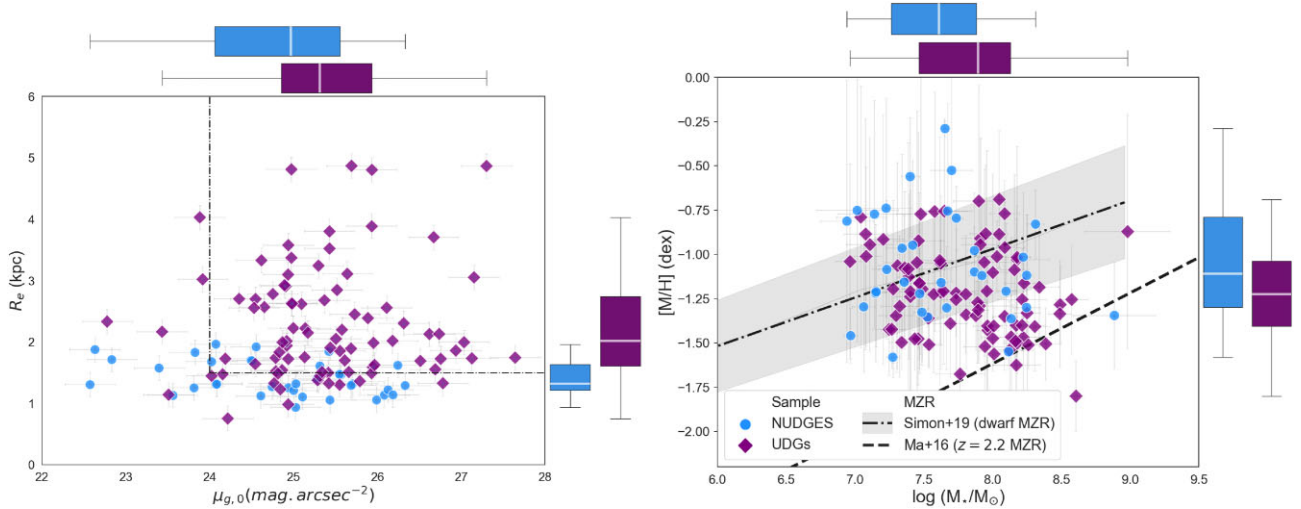 6
5
4
3
2
1
0
R_e (kpc)
22 23 24 25 26 27 28
μ_{g,0}(mag.arcsec^{-2})
0.00
−0.25
−0.50
−0.75
−1.00
−1.25
−1.50
−1.75
−2.00
[M/H] (dex)
Sample
NUDGES
UDGs
MZR
Simon+19 (dwarf MZR)
Ma+16 (z = 2.2 MZR)
6.0 6.5 7.0 7.5 8.0 8.5 9.0 9.5
log (M⋆/M⊙)